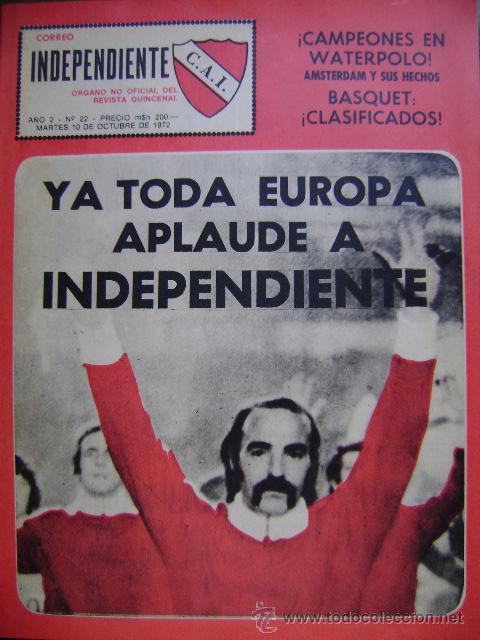 CORREO
INDEPENDIENTE
C.A.I.
ORGANO NO OFICIAL DEL
REVISTA QUINCENAL
AÑO 2 - Nº 22 - PRECIO m$n 200.—
MARTES 10 DE OCTUBRE DE 1972
¡CAMPEONES EN
WATERPOLO!
AMSTERDAM Y SUS HECHOS
BASQUET:
¡CLASIFICADOS!
YA TODA EUROPA
APLAUDE A
INDEPENDIENTE
www.todocoleccion.net